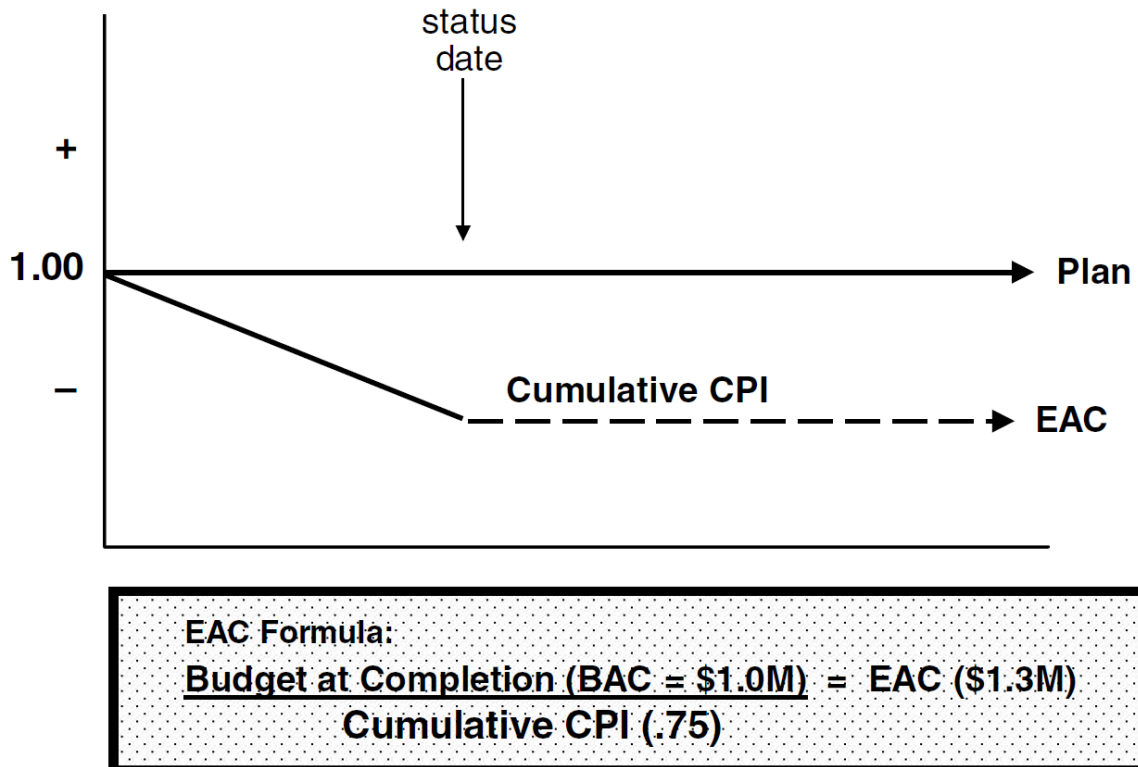 status
date
+
1.00
Plan
–
Cumulative CPI
EAC
EAC Formula:
Budget at Completion (BAC = $1.0M) = EAC ($1.3M)
Cumulative CPI (.75)